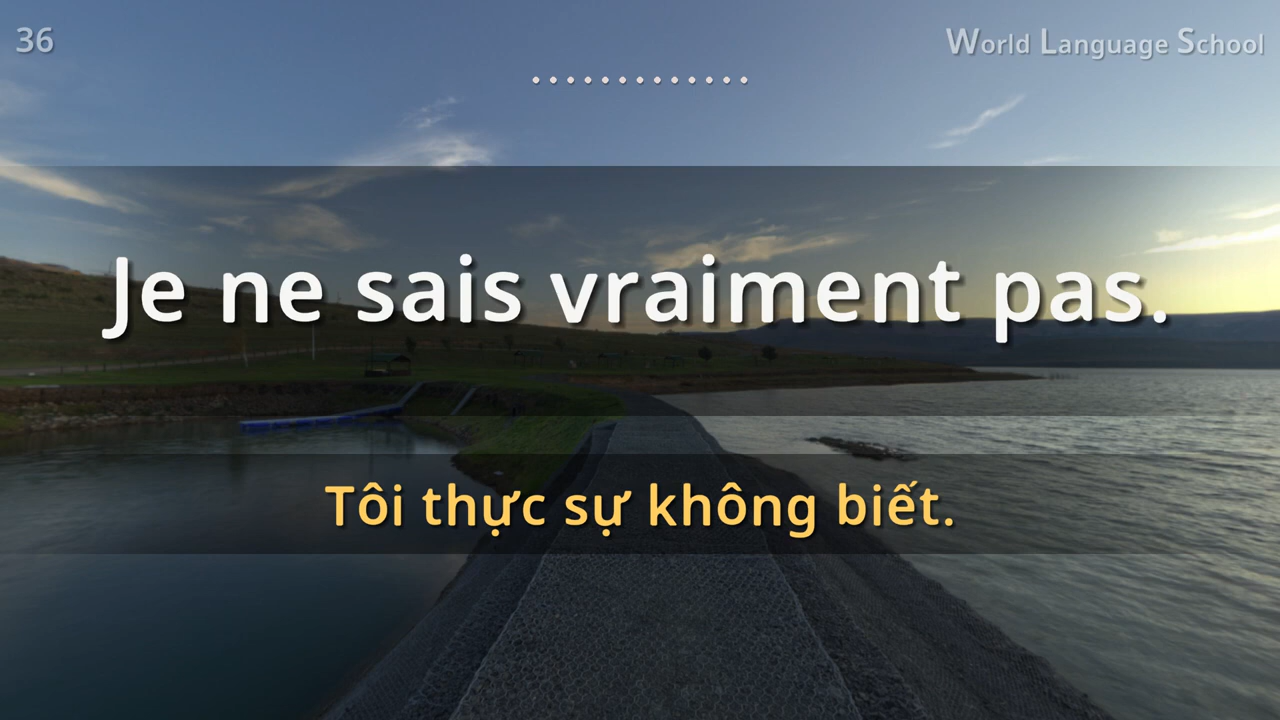 36
World Language School
Je ne sais vraiment pas.
Tôi thực sự không biết.